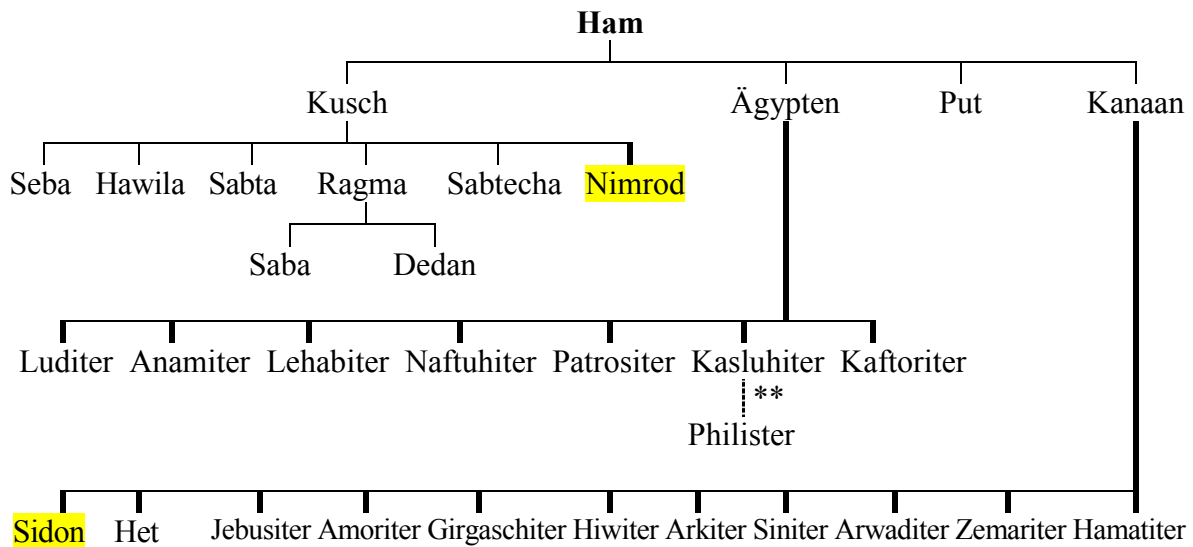 Ham
Kusch Ägypten Put Kanaan
Seba Hawila Sabta Ragma Sabtecha Nimrod
Saba Dedan
Luditer Anamiter Lehabiter Naftuhiter Patrositer Kasluhiter Kaftoriter
**
Philister
Sidon Het Jebusiter Amoriter Girgaschiter Hiwiter Arkiter Siniter Arwaditer Zemariter Hamatiter